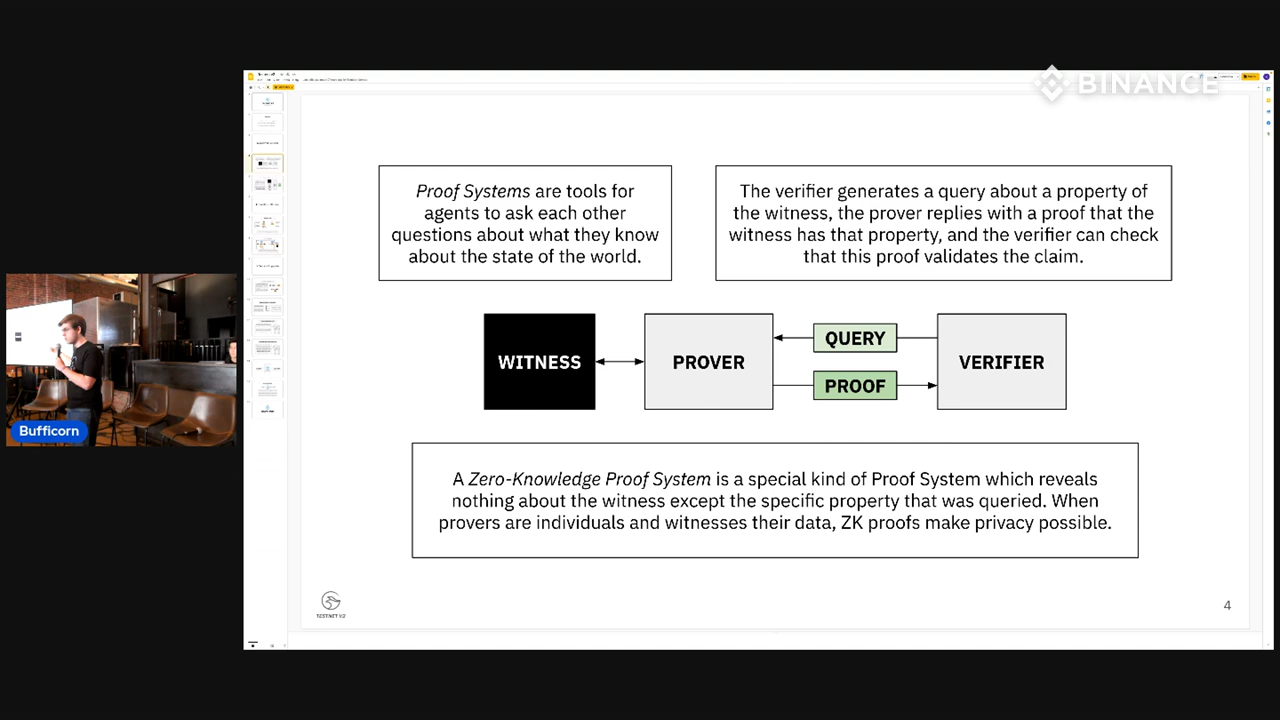 BINANCE
Proof Systems are tools for
agents to ask each other
questions about what they know
about the state of the world.
The verifier generates a query about a property of
the witness, the prover replies with a proof that the
witness has that property, and the verifier can check
that this proof validates the claim.
WITNESS
PROVER
QUERY
PROOF
VERIFIER
A Zero-Knowledge Proof System is a special kind of Proof System which reveals
nothing about the witness except the specific property that was queried. When
provers are individuals and witnesses their data, ZK proofs make privacy possible.
TESTNET V.2
4
Bufficorn